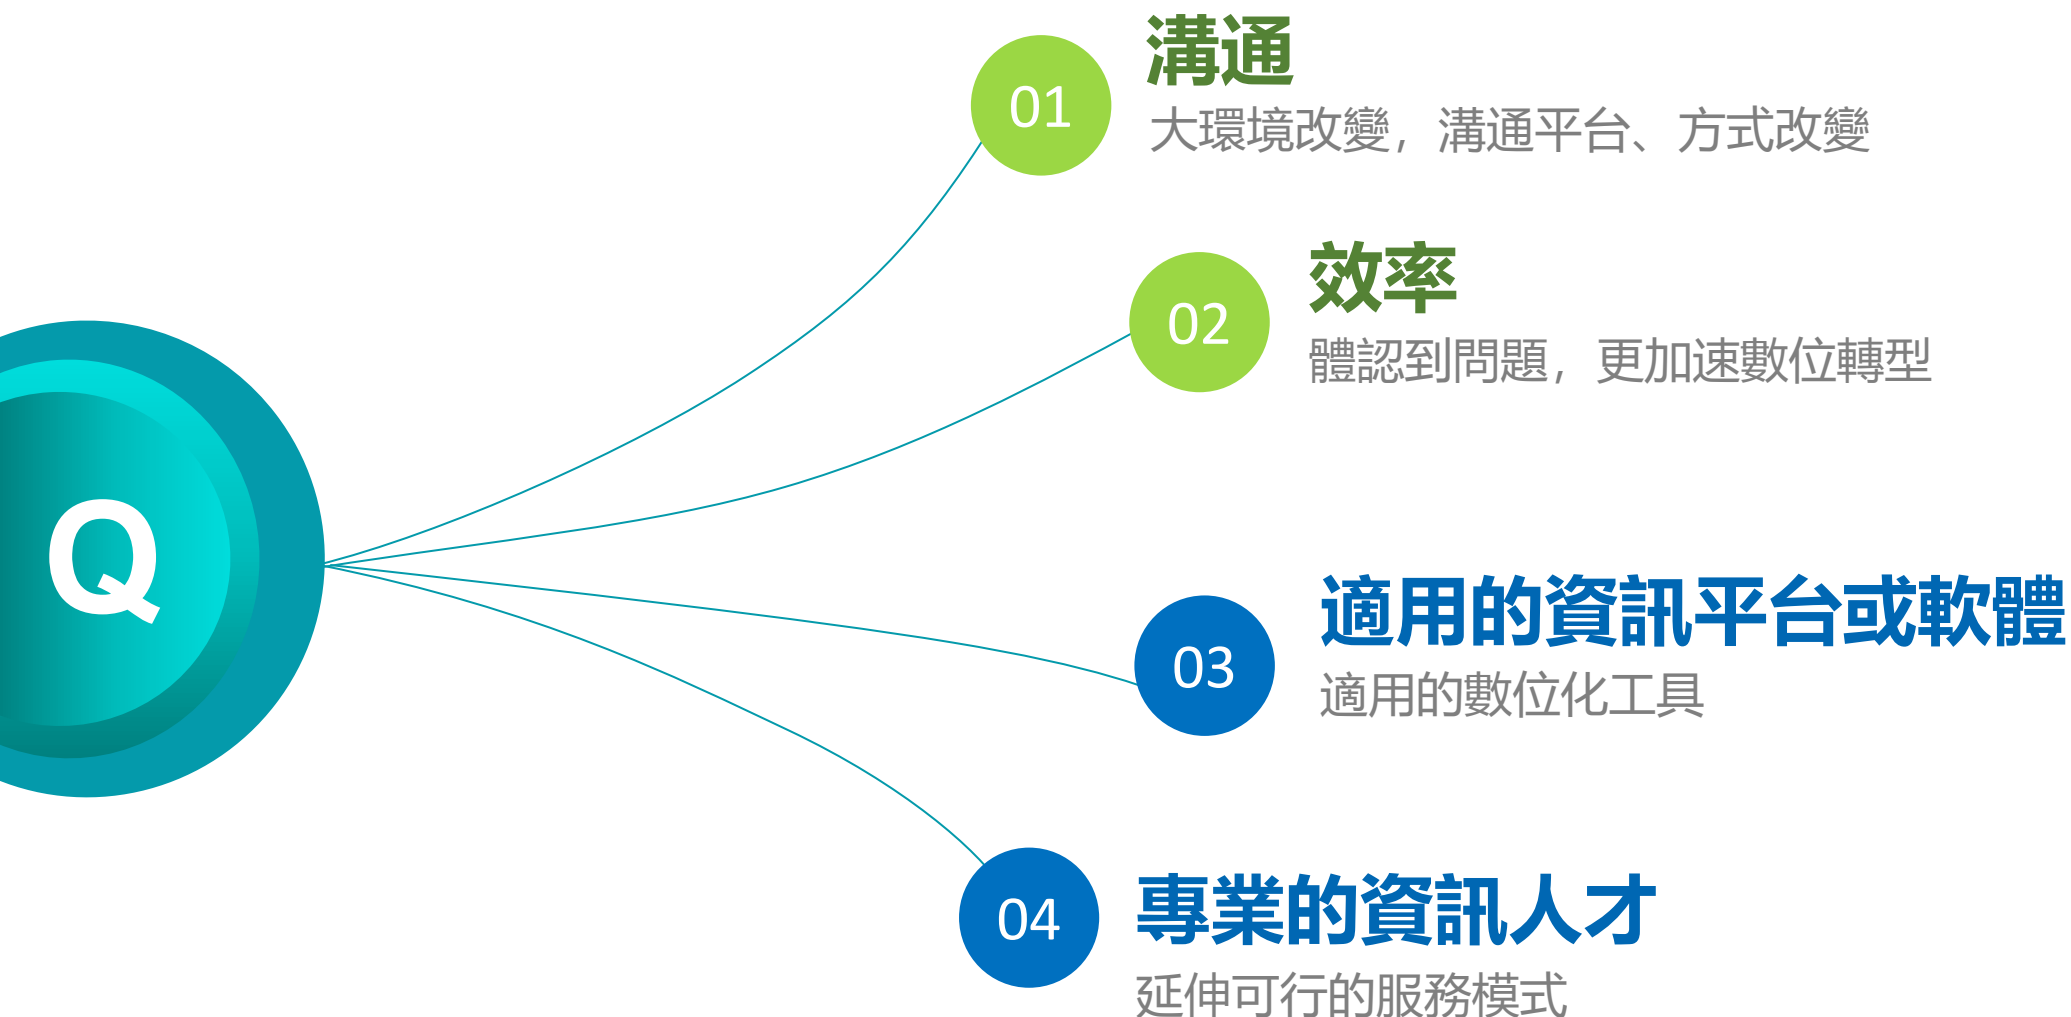 Q
01
溝通
大環境改變，溝通平台、方式改變
02
效率
體認到問題，更加速數位轉型
03
適用的資訊平台或軟體
適用的數位化工具
04
專業的資訊人才
延伸可行的服務模式